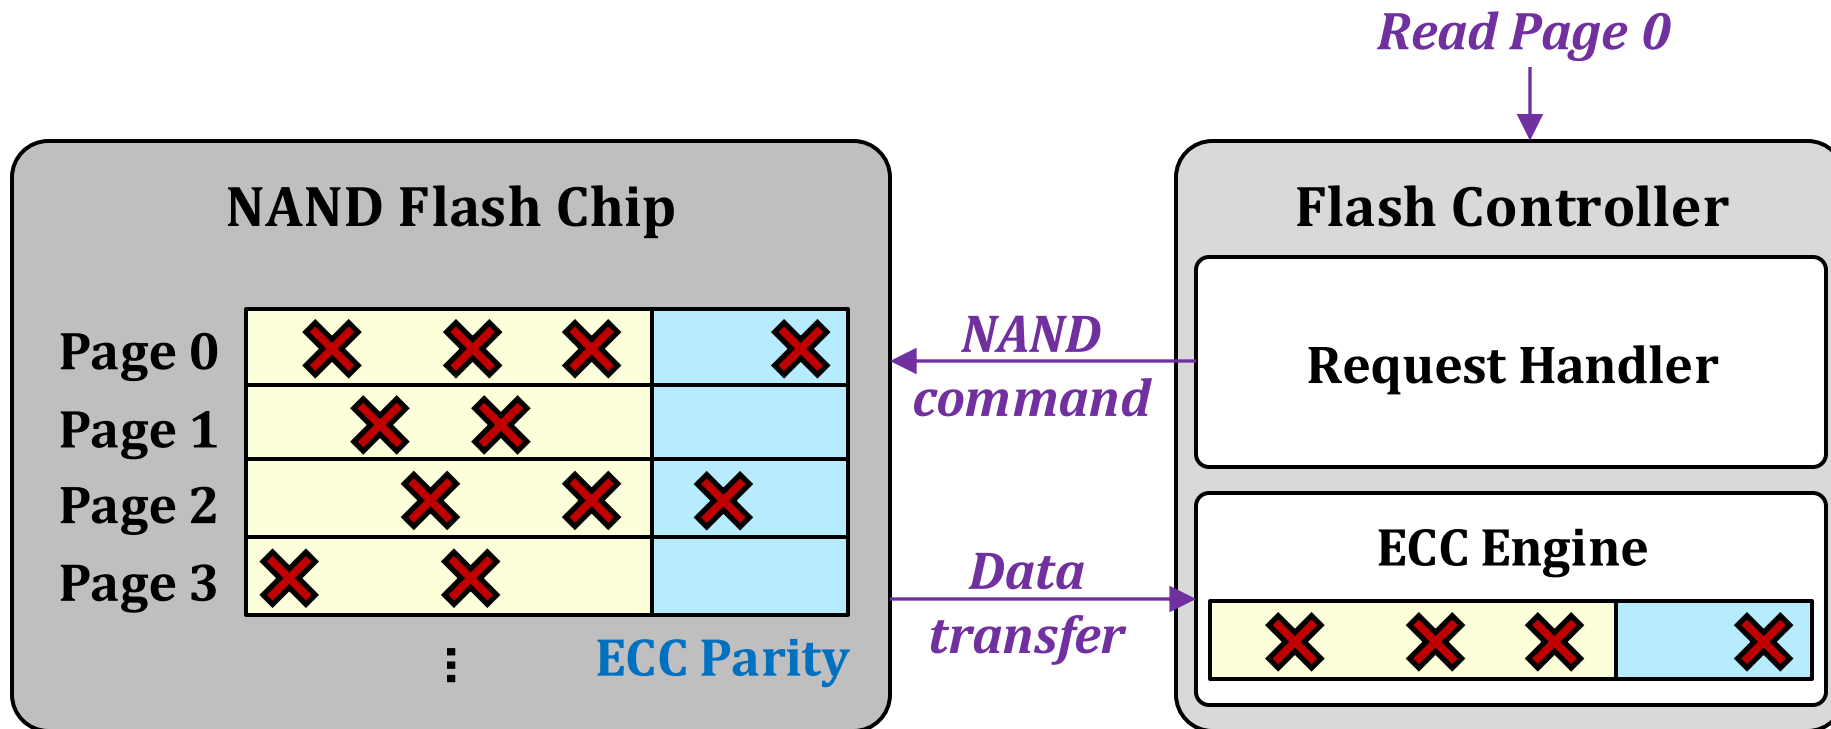 Read Page 0
NAND Flash Chip
Page 0
Page 1
Page 2
Page 3
⋮
ECC Parity
NAND
command
Data
transfer
Flash Controller
Request Handler
ECC Engine